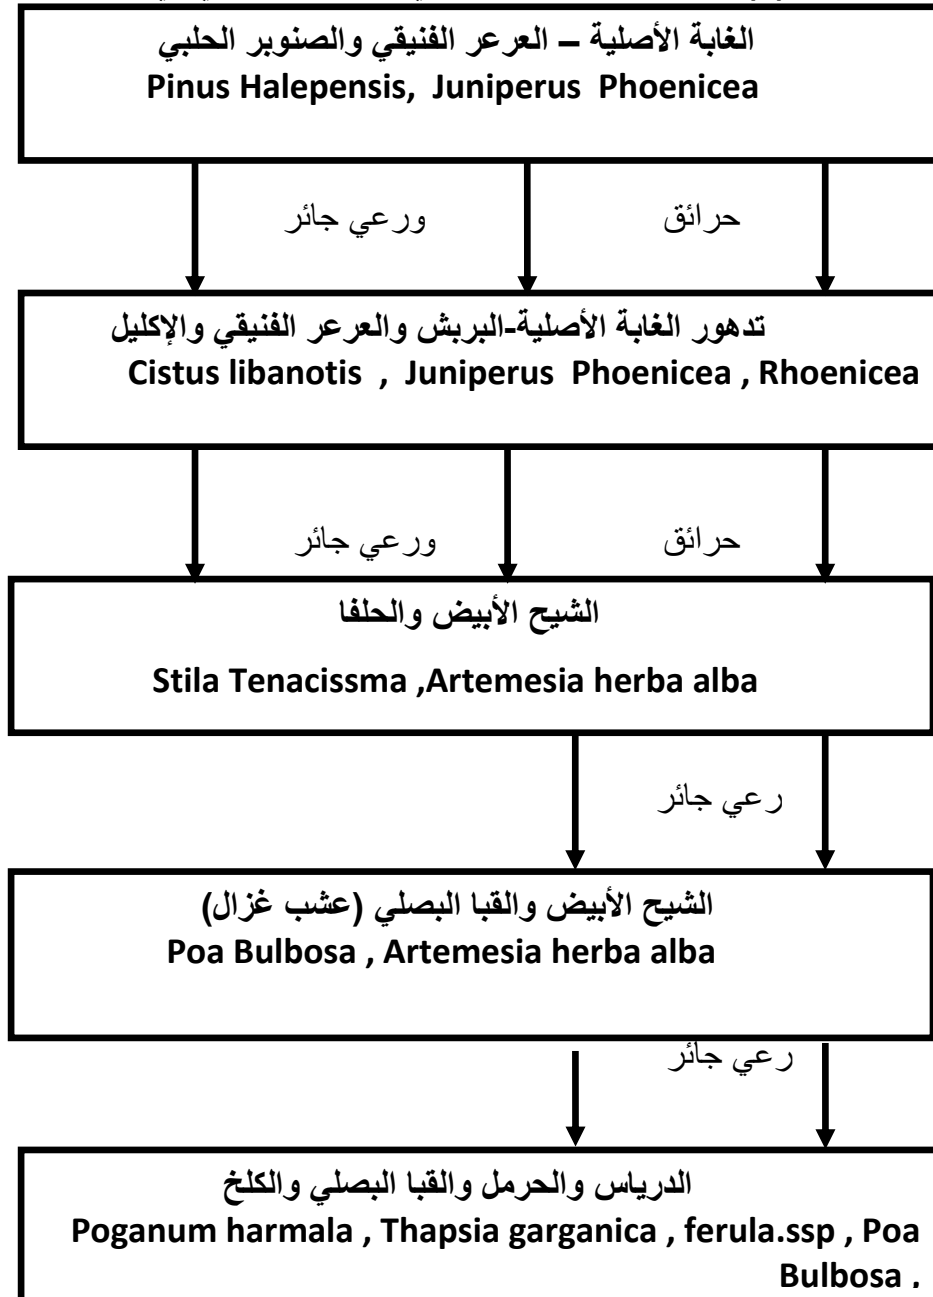 الغابة الأصلية – العرعر الفنيقي والصنوبر الحلبي
Pinus Halepensis, Juniperus Phoenicea
حرائق
ورعي جائر
تدهور الغابة الأصلية-البربش والعرعر الفنيقي والإكليل
Cistus libanotis , Juniperus Phoenicea , Rhoenicea
حرائق
ورعي جائر
الشيح الأبيض والحلفا
Stila Tenacissma ,Artemesia herba alba
رعي جائر
الشيح الأبيض والقبا البصلي (عشب غزال)
Poa Bulbosa , Artemesia herba alba
رعي جائر
الدرياس والحرمل والقبا البصلي والكلخ
Poganum harmala , Thapsia garganica , ferula.ssp , Poa
Bulbosa ,